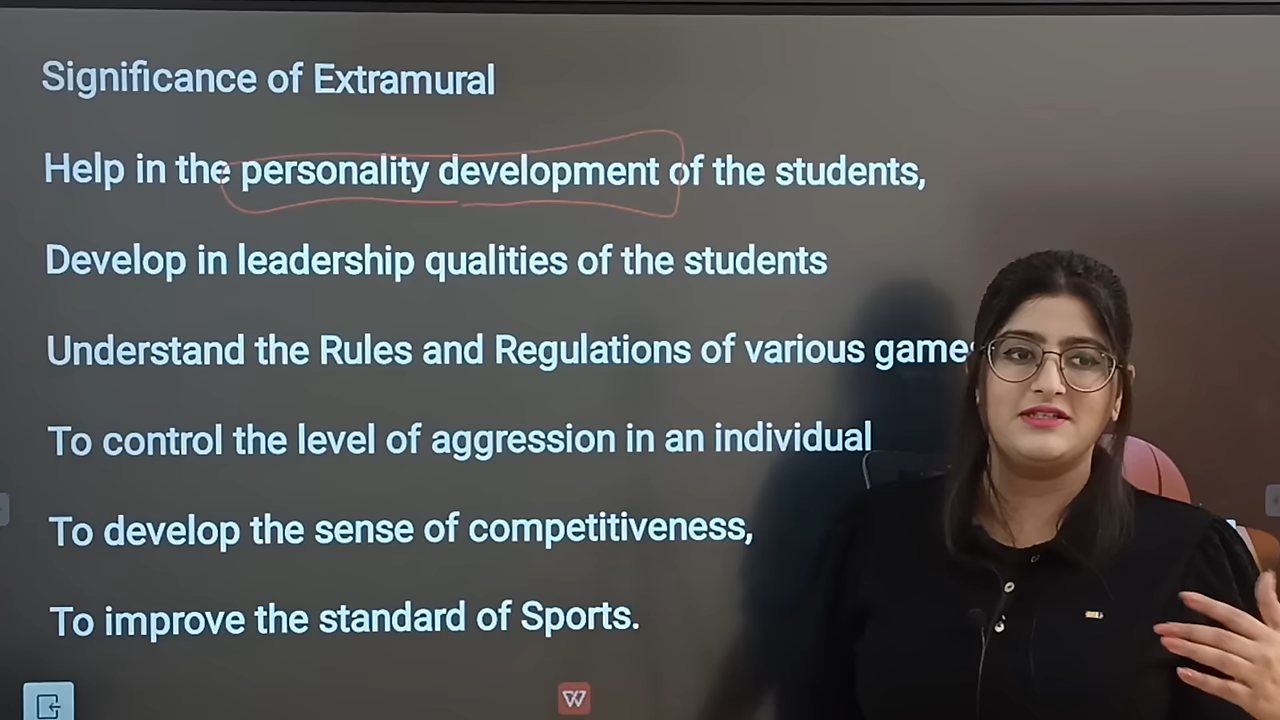 Significance of Extramural
Help in the personality development of the students,
Develop in leadership qualities of the students
Understand the Rules and Regulations of various games
To control the level of aggression in an individual
To develop the sense of competitiveness,
To improve the standard of Sports.